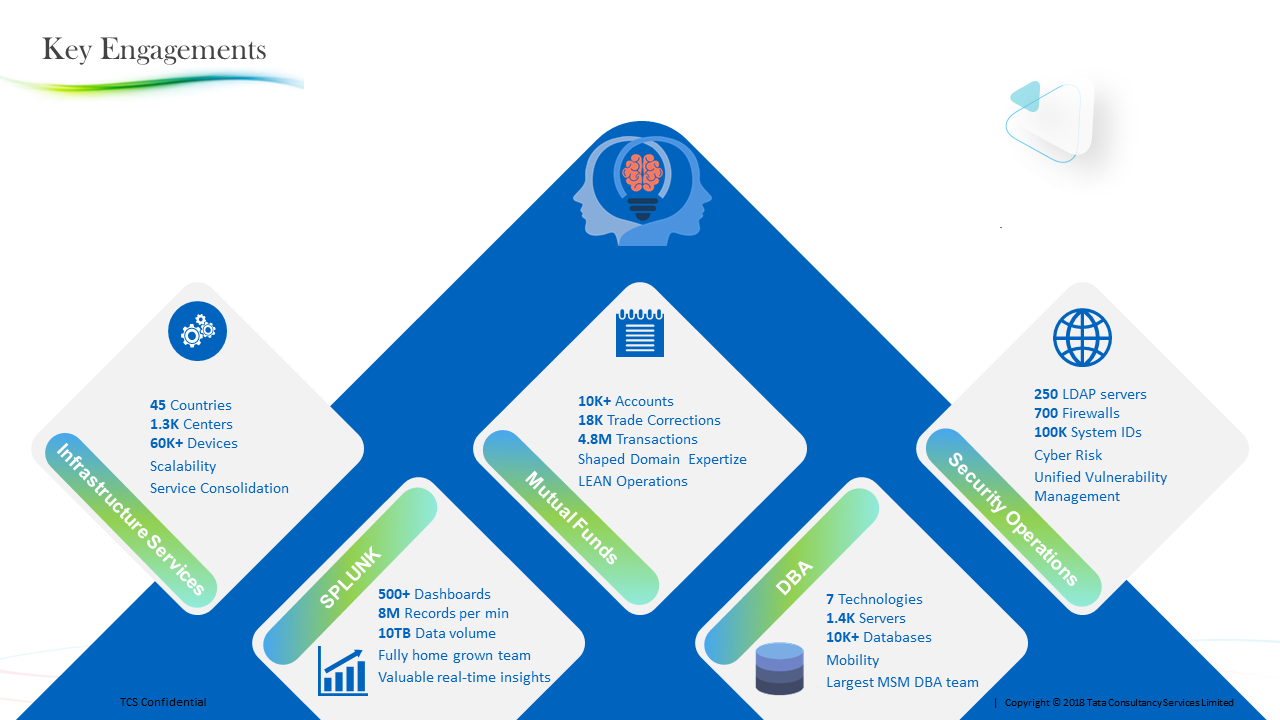 Key Engagements
45 Countries
1.3K Centers
60K+ Devices
Scalability
Service Consolidation
Infrastructure Services
10K+ Accounts
18K Trade Corrections
4.8M Transactions
Shaped Domain Expertize
LEAN Operations
Mutual Funds
250 LDAP servers
700 Firewalls
100K System IDs
Cyber Risk
Unified Vulnerability
Management
Security Operations
SPLUNK
500+ Dashboards
8M Records per min
10TB Data volume
Fully home grown team
Valuable real-time insights
DBA
7 Technologies
1.4K Servers
10K+ Databases
Mobility
Largest MSM DBA team
TCS Confidential
| Copyright © 2018 Tata Consultancy Services Limited